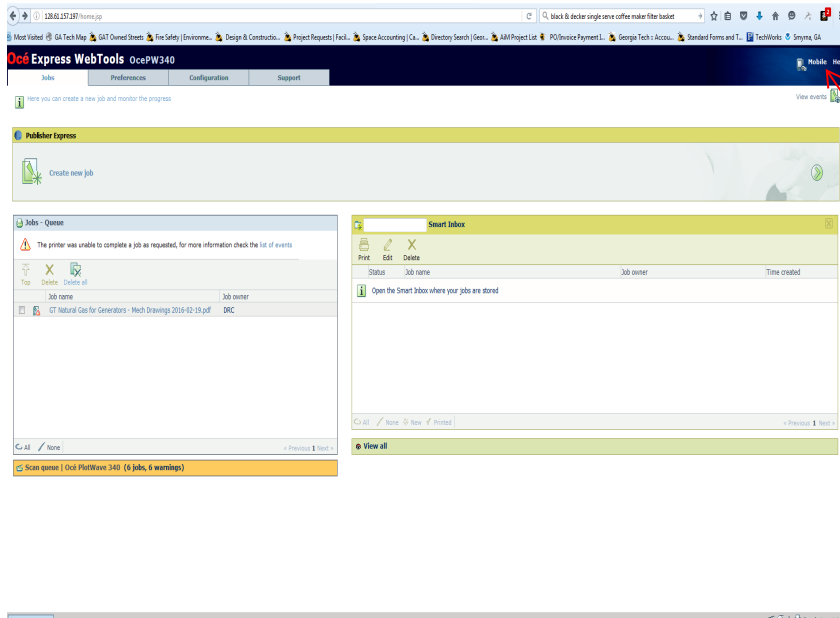 128.61.157.197/home.jsp
black & decker single serve coffee maker filter basket
Most Visited GA Tech Map GAT Owned Streets Fire Safety | Environme... Design & Constructio... Project Requests | Facil... Space Accounting | Ca... Directory Search | Geor... AiM Project List PO/Invoice Payment I... Georgia Tech :: Accou... Standard Forms and T... TechWorks Smyrna, GA
Océ Express WebTools OcePW340
Mobile He
Jobs Preferences Configuration Support
Here you can create a new job and monitor the progress
View events
Publisher Express
Create new job
Jobs - Queue
The printer was unable to complete a job as requested, for more information check the list of events
Top Delete Delete all
Job name Job owner
GT Natural Gas for Generators - Mech Drawings 2016-02-19.pdf DRC
All None < Previous 1 Next >
Scan queue | Océ PlotWave 340 (6 jobs, 6 warnings)
Smart Inbox
Print Edit Delete
Status Job name Job owner Time created
Open the Smart Inbox where your jobs are stored
All None New Printed < Previous 1 Next >
View all